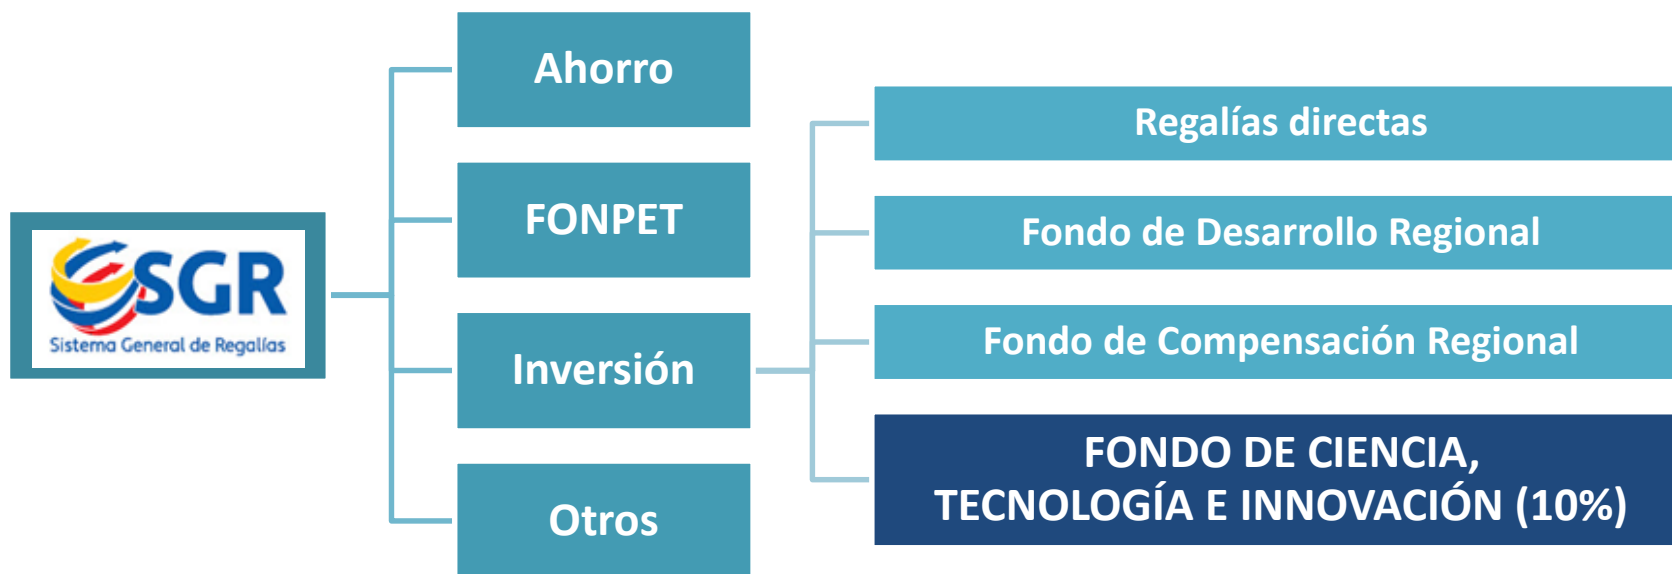 SGR
Sistema General de Regalías
Ahorro
FONPET
Inversión
Otros
Regalías directas
Fondo de Desarrollo Regional
Fondo de Compensación Regional
FONDO DE CIENCIA,
TECNOLOGÍA E INNOVACIÓN (10%)